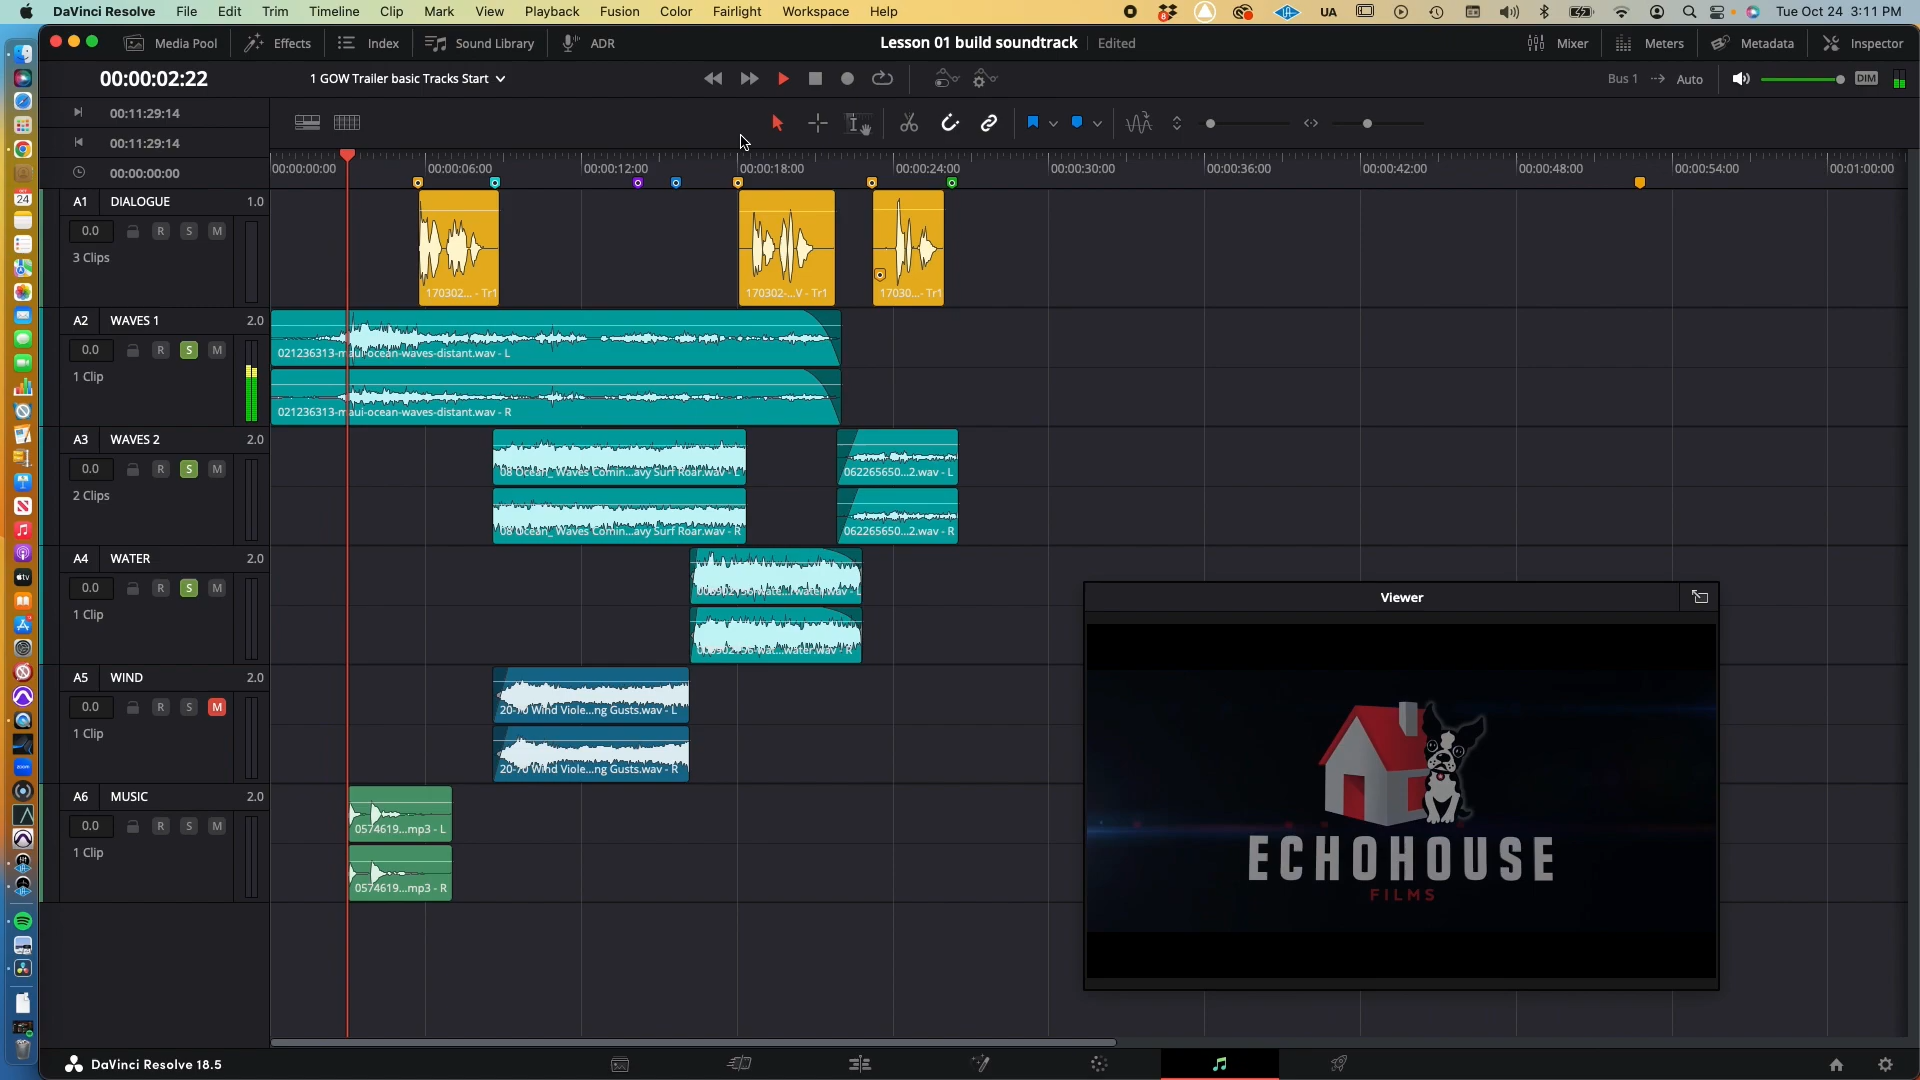 DaVinci Resolve File Edit Trim Timeline Clip Mark View Playback Fusion Color Fairlight Workspace Help UA Tue Oct 24 3:11 PM
Media Pool Effects Index Sound Library ADR Lesson 01 build soundtrack Edited Mixer Meters Metadata Inspector
00:00:02:22 1 GOW Trailer basic Tracks Start Bus 1 Auto DIM
00:11:29:14
00:11:29:14
00:00:00:00
00:00:00:00 00:00:06:00 00:00:12:00 00:00:18:00 00:00:24:00 00:00:30:00 00:00:36:00 00:00:42:00 00:00:48:00 00:00:54:00 00:01:00:00
A1 DIALOGUE 1.0
0.0 R S M
3 Clips
170302... - Tr1 170302-...V - Tr1 17030...- Tr1
A2 WAVES 1 2.0
0.0 R S M
021236313-maui-ocean-waves-distant.wav - L
1 Clip
021236313-maui-ocean-waves-distant.wav - R
A3 WAVES 2 2.0
0.0 R S M
08 Ocean_ Waves Comin...avy Surf Roar.wav - L 062265650...2.wav - L
2 Clips
08 Ocean_ Waves Comin...avy Surf Roar.wav - R 062265650...2.wav - R
A4 WATER 2.0
0.0 R S M
1 Clip
A5 WIND 2.0
0.0 R S M
20-70 Wind Viole...ng Gusts.wav - L
1 Clip
20-70 Wind Viole...ng Gusts.wav - R
A6 MUSIC 2.0
0.0 R S M
0574619...mp3 - L
1 Clip
0574619...mp3 - R
Viewer
ECHOHOUSE
FILMS
DaVinci Resolve 18.5